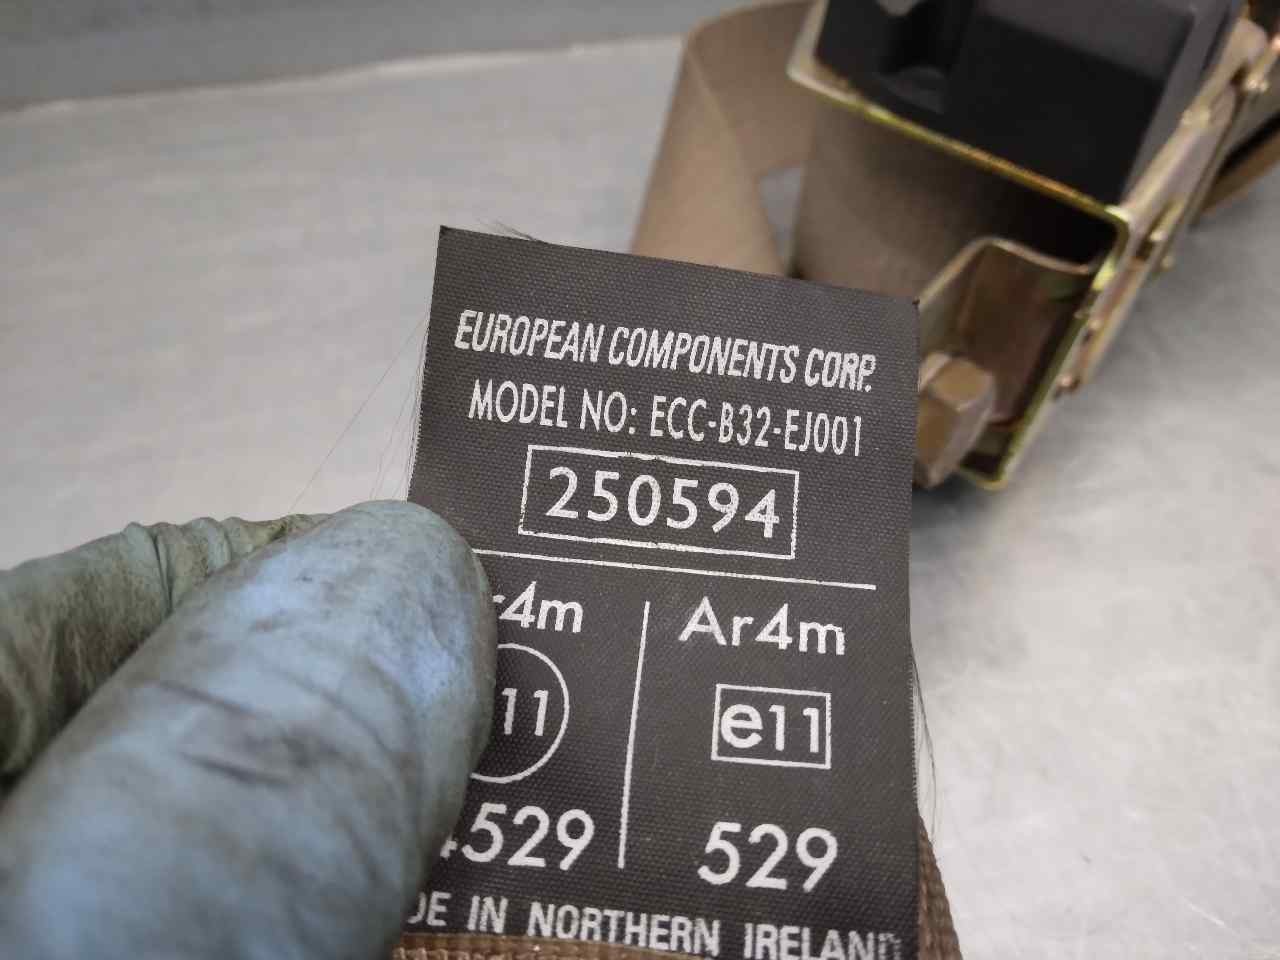 EUROPEAN COMPONENTS CORP.
MODEL NO: ECC-B32-EJ001
250594
r4m Ar4m
11 e11
4529 529
DE IN NORTHERN IRELAND